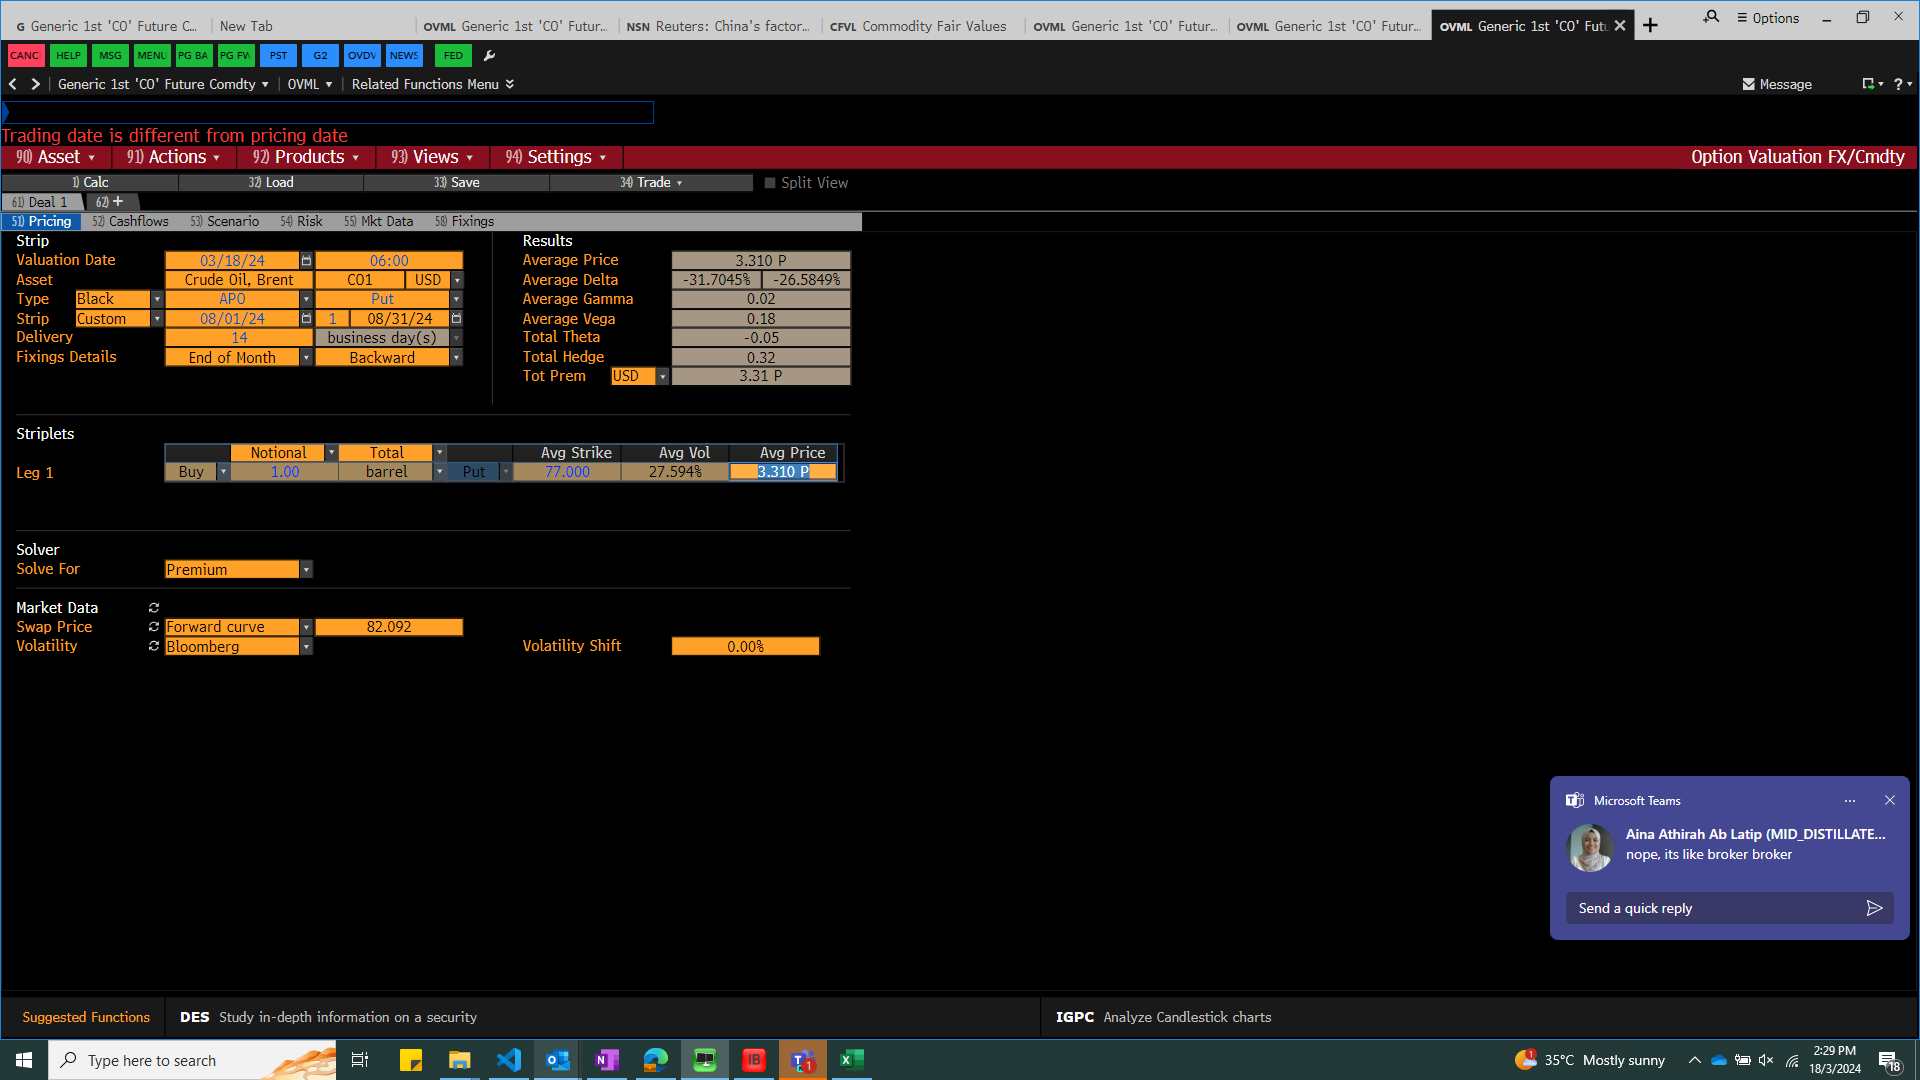 G Generic 1st 'CO' Future C...
New Tab
OVML Generic 1st 'CO' Futur...
NSN Reuters: China's factor...
CFVL Commodity Fair Values
OVML Generic 1st 'CO' Futur...
OVML Generic 1st 'CO' Futur...
OVML Generic 1st 'CO' Futu
Options
CANC HELP MSG MENU PG BA PG FW PST G2 OVDV NEWS FED
Generic 1st 'CO' Future Comdty OVML Related Functions Menu
Message
?
Trading date is different from pricing date
90) Asset 91) Actions 92) Products 93) Views 94) Settings Option Valuation FX/Cmdty
1) Calc 32) Load 33) Save 34) Trade Split View
61) Deal 1 62) +
51) Pricing 52) Cashflows 53) Scenario 54) Risk 55) Mkt Data 58) Fixings
Strip
Valuation Date 03/18/24 06:00
Asset Crude Oil, Brent CO1 USD
Type Black APO Put
Strip Custom 08/01/24 1 08/31/24
Delivery 14 business day(s)
Fixings Details End of Month Backward
Results
Average Price 3.310 P
Average Delta -31.7045% -26.5849%
Average Gamma 0.02
Average Vega 0.18
Total Theta -0.05
Total Hedge 0.32
Tot Prem USD 3.31 P
Striplets
Notional Total Avg Strike Avg Vol Avg Price
Leg 1 Buy 1.00 barrel Put 77.000 27.594% 3.310 P
Solver
Solve For Premium
Market Data
Swap Price Forward curve 82.092
Volatility Bloomberg Volatility Shift 0.00%
Microsoft Teams
Aina Athirah Ab Latip (MID_DISTILLATE...
nope, its like broker broker
Send a quick reply
Suggested Functions DES Study in-depth information on a security IGPC Analyze Candlestick charts
Type here to search
N
IB
1
1
35°C Mostly sunny
2:29 PM
18/3/2024
18